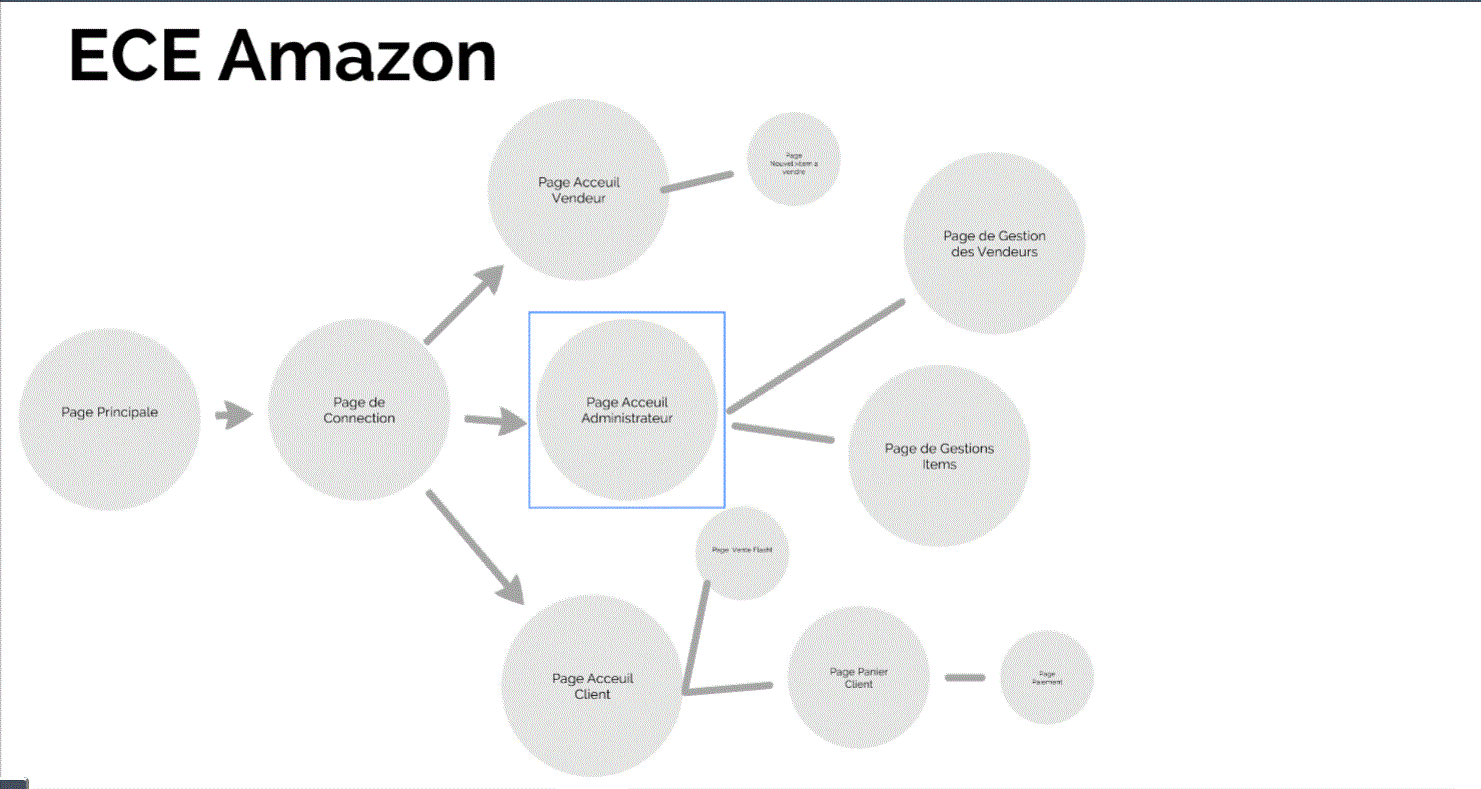 ECE Amazon
Page Acceuil
Vendeur
Page
Nouvel item a
vendre
Page de Gestion
des Vendeurs
Page Principale
Page de
Connection
Page Acceuil
Administrateur
Page de Gestions
Items
Page Vente Flash!
Page Acceuil
Client
Page Panier
Client
Page
Paiement